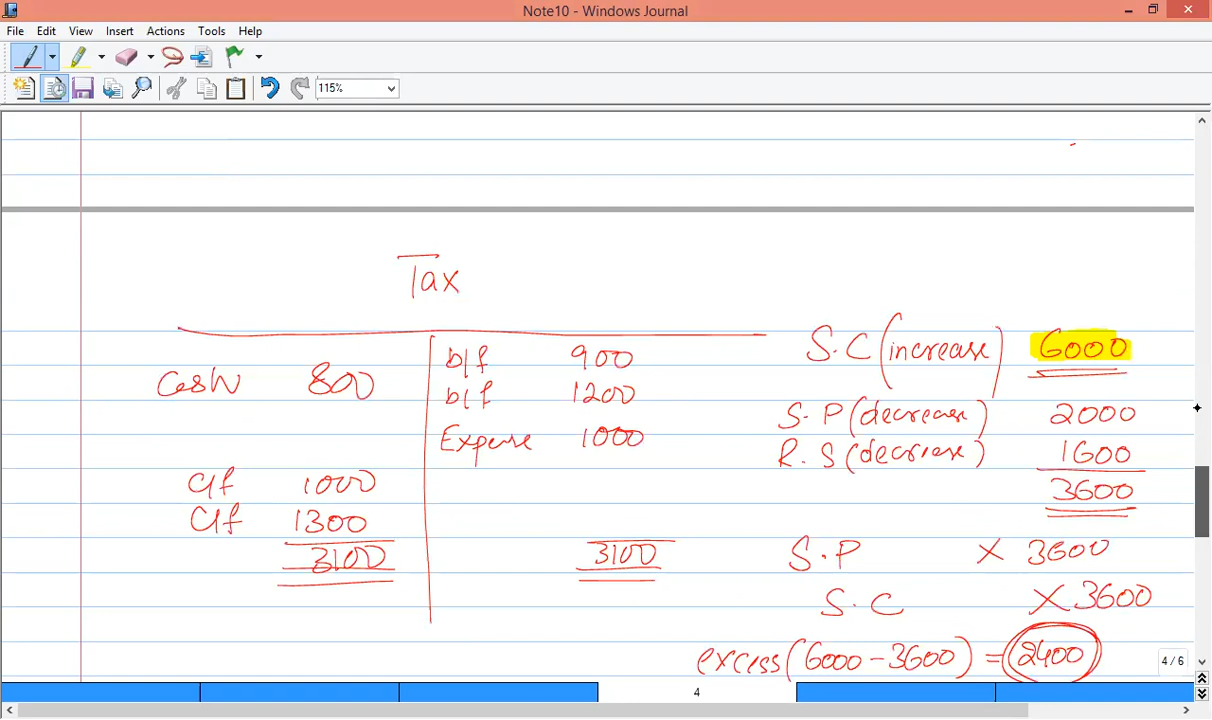 Note10 - Windows Journal
File Edit View Insert Actions Tools Help
115%
Tax
b/f 900
Cash 800
b/f 1200
Expense 1000
c/f 1000
c/f 1300
3100 3100
S.C (increase) 6000
S.P (decrease) 2000
R.S (decrease) 1600
3600
S.P X 3600
S.C X 3600
excess (6000-3600) = 2400
4 / 6
4